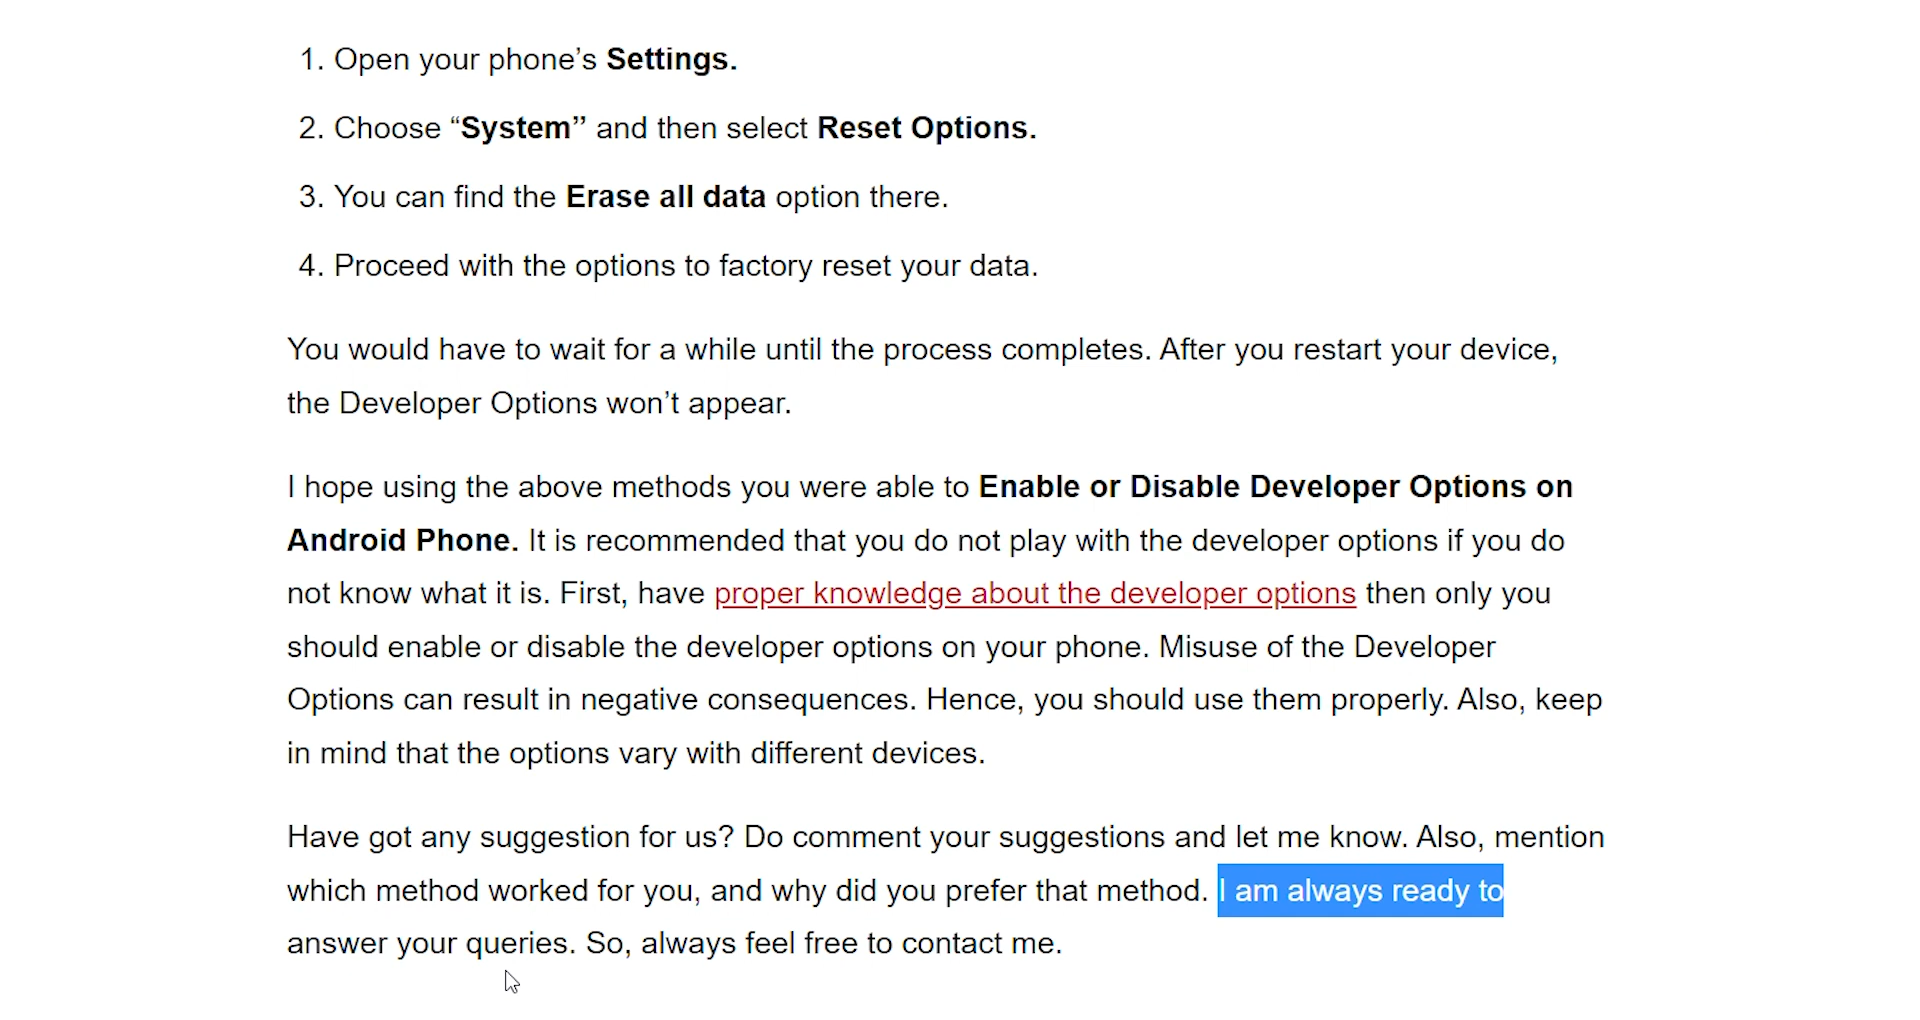 1. Open your phone’s Settings.
2. Choose “System” and then select Reset Options.
3. You can find the Erase all data option there.
4. Proceed with the options to factory reset your data.
You would have to wait for a while until the process completes. After you restart your device,
the Developer Options won’t appear.
I hope using the above methods you were able to Enable or Disable Developer Options on
Android Phone. It is recommended that you do not play with the developer options if you do
not know what it is. First, have proper knowledge about the developer options then only you
should enable or disable the developer options on your phone. Misuse of the Developer
Options can result in negative consequences. Hence, you should use them properly. Also, keep
in mind that the options vary with different devices.
Have got any suggestion for us? Do comment your suggestions and let me know. Also, mention
which method worked for you, and why did you prefer that method. I am always ready to
answer your queries. So, always feel free to contact me.